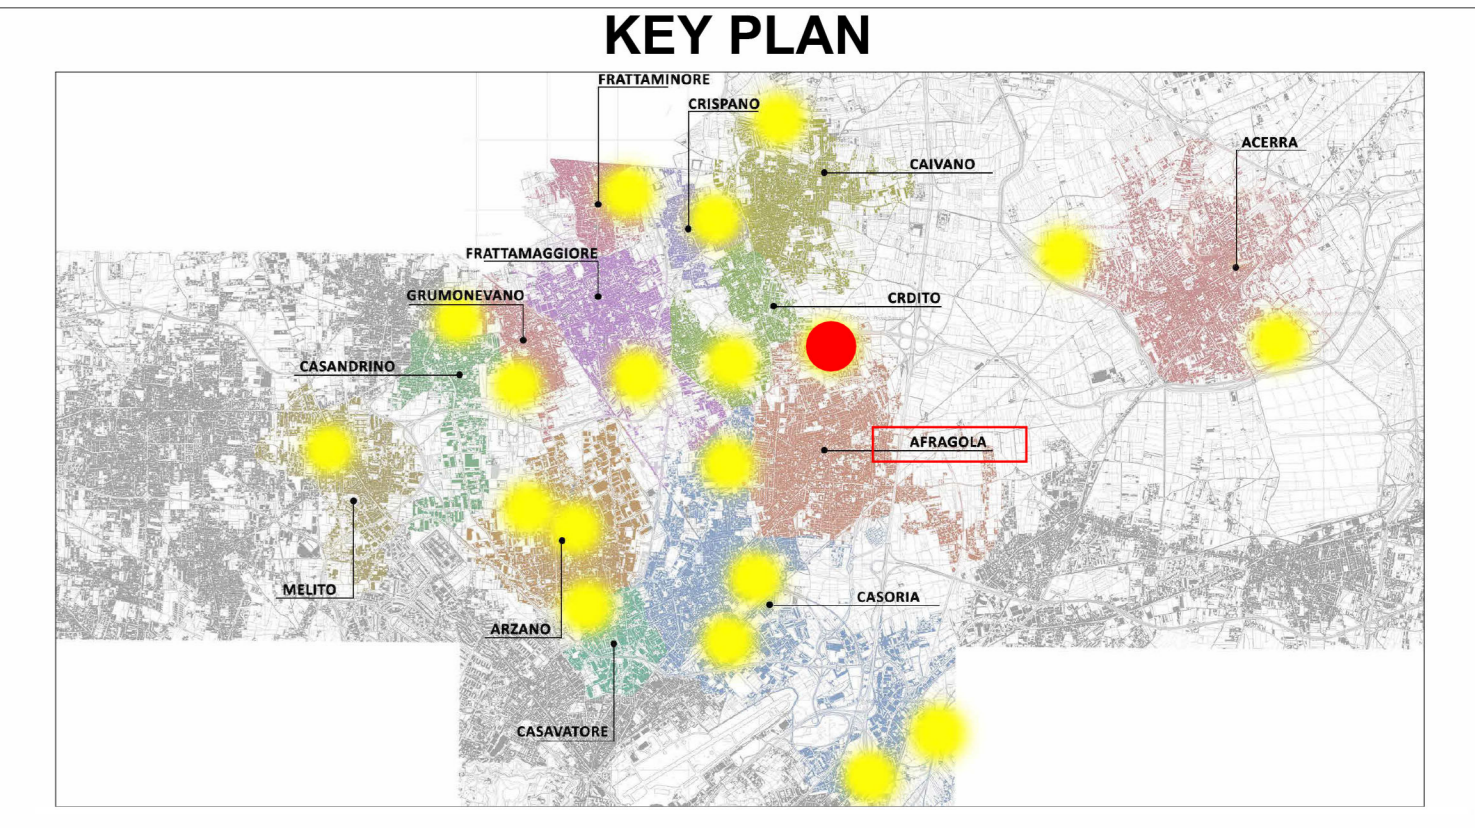 KEY PLAN
FRATTAMINORE
CRISPANO
ACERRA
CAIVANO
FRATTAMAGGIORE
GRUMONEVANO
CRDITO
CASANDRINO
AFRAGOLA
MELITO
CASORIA
ARZANO
CASAVATORE